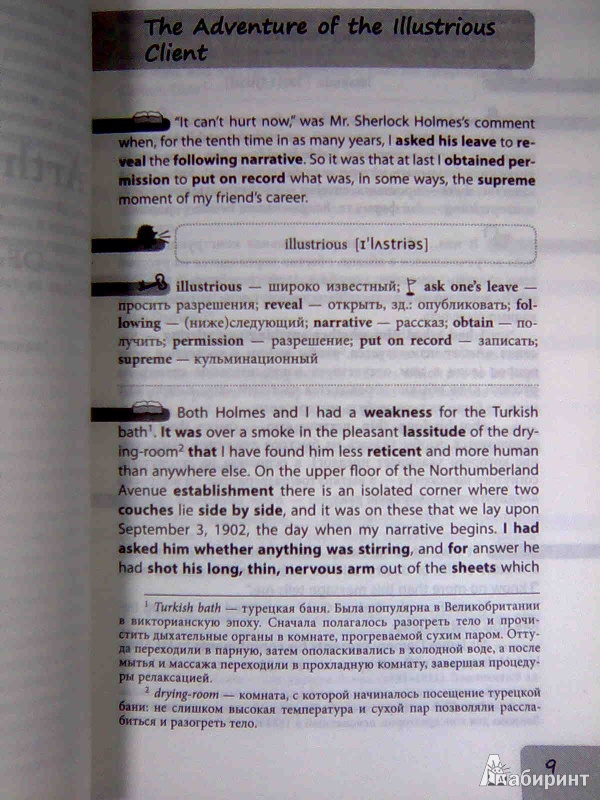 The Adventure of the Illustrious
Client
“It can’t hurt now,” was Mr. Sherlock Holmes’s comment
when, for the tenth time in as many years, I asked his leave to re-
veal the following narrative. So it was that at last I obtained per-
mission to put on record what was, in some ways, the supreme
moment of my friend’s career.
illustrious [ɪˈlʌstriəs]
illustrious — широко известный; ask one’s leave —
просить разрешения; reveal — открыть, зд.: опубликовать; fol-
lowing — (ниже)следующий; narrative — рассказ; obtain — по-
лучить; permission — разрешение; put on record — записать;
supreme — кульминационный
Both Holmes and I had a weakness for the Turkish
bath¹. It was over a smoke in the pleasant lassitude of the dry-
ing-room² that I have found him less reticent and more human
than anywhere else. On the upper floor of the Northumberland
Avenue establishment there is an isolated corner where two
couches lie side by side, and it was on these that we lay upon
September 3, 1902, the day when my narrative begins. I had
asked him whether anything was stirring, and for answer he
had shot his long, thin, nervous arm out of the sheets which
¹ Turkish bath — турецкая баня. Была популярна в Великобритании
в викторианскую эпоху. Сначала полагалось разогреть тело и прочи-
стить дыхательные органы в комнате, прогреваемой сухим паром. Отту-
да переходили в парную, затем ополаскивались в холодной воде, а после
мытья и массажа переходили в прохладную комнату, завершая процеду-
ры релаксацией.
² drying-room — комната, с которой начиналось посещение турецкой
бани: не слишком высокая температура и сухой пар позволяли рассла-
биться и разогреть тело.
9
Лабиринт